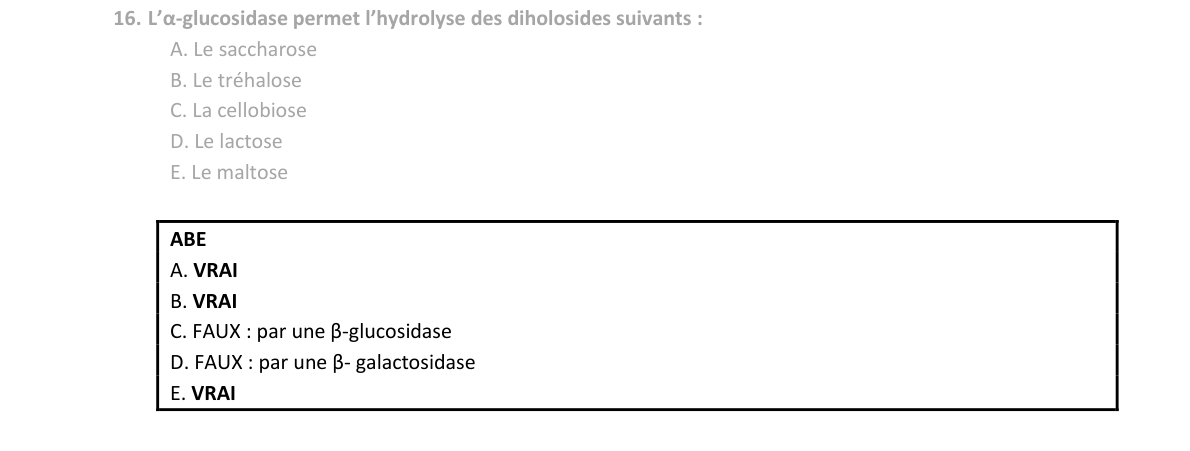 16. L’α-glucosidase permet l’hydrolyse des diholosides suivants :
A. Le saccharose
B. Le tréhalose
C. La cellobiose
D. Le lactose
E. Le maltose
ABE
A. VRAI
B. VRAI
C. FAUX : par une β-glucosidase
D. FAUX : par une β- galactosidase
E. VRAI